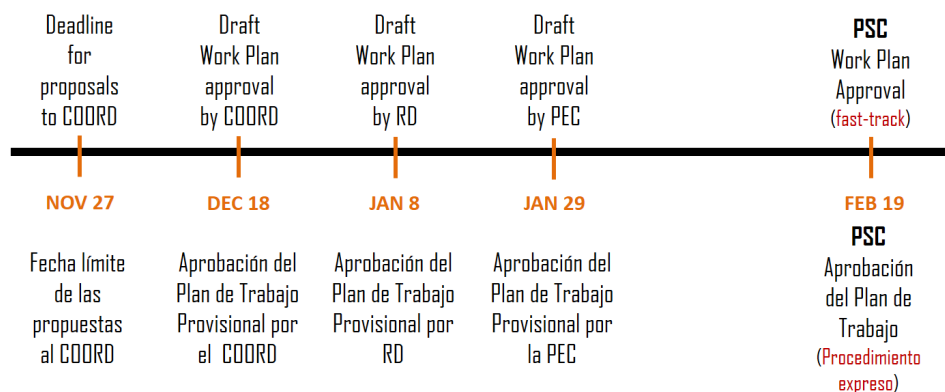 Deadline
for
proposals
to COORD
Draft
Work Plan
approval
by COORD
Draft
Work Plan
approval
by RD
Draft
Work Plan
approval
by PEC
PSC
Work Plan
Approval
(fast-track)
NOV 27
DEC 18
JAN 8
JAN 29
FEB 19
Fecha límite
de las
propuestas
al COORD
Aprobación del
Plan de Trabajo
Provisional por
el COORD
Aprobación del
Plan de Trabajo
Provisional por
RD
Aprobación del
Plan de Trabajo
Provisional por
la PEC
PSC
Aprobación
del Plan de
Trabajo
(Procedimiento
expreso)